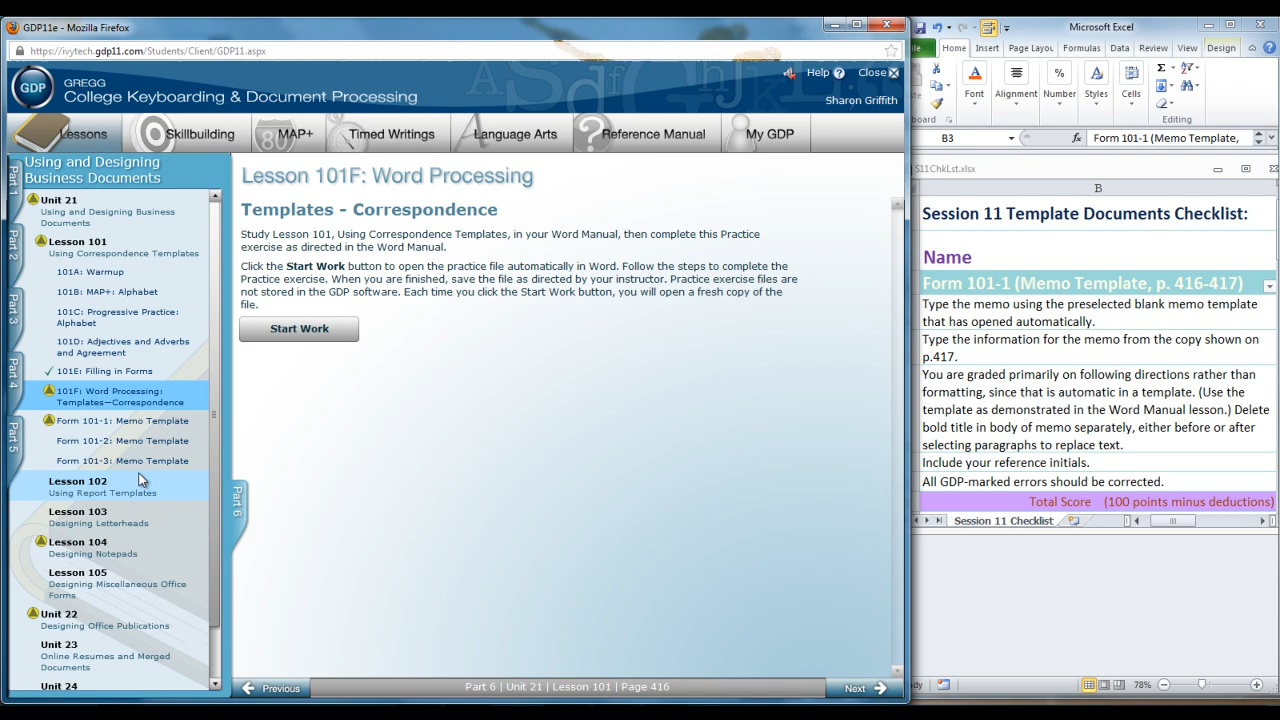 GDP11e - Mozilla Firefox
https://ivytech.gdp11.com/Students/Client/GDP11.aspx
GDP
GREGG
College Keyboarding & Document Processing
Help
Close
Sharon Griffith
Lessons
Skillbuilding
MAP+
Timed Writings
Language Arts
Reference Manual
My GDP
Using and Designing
Business Documents
Part 1
Part 2
Part 3
Part 4
Part 5
Part 6
Unit 21
Using and Designing Business
Documents
Lesson 101
Using Correspondence Templates
101A: Warmup
101B: MAP+: Alphabet
101C: Progressive Practice:
Alphabet
101D: Adjectives and Adverbs
and Agreement
101E: Filling in Forms
101F: Word Processing:
Templates—Correspondence
Form 101-1: Memo Template
Form 101-2: Memo Template
Form 101-3: Memo Template
Lesson 102
Using Report Templates
Lesson 103
Designing Letterheads
Lesson 104
Designing Notepads
Lesson 105
Designing Miscellaneous Office
Forms
Unit 22
Designing Office Publications
Unit 23
Online Resumes and Merged
Documents
Unit 24
Lesson 101F: Word Processing
Templates - Correspondence
Study Lesson 101, Using Correspondence Templates, in your Word Manual, then complete this Practice
exercise as directed in the Word Manual.
Click the Start Work button to open the practice file automatically in Word. Follow the steps to complete the
Practice exercise. When you are finished, save the file as directed by your instructor. Practice exercise files are
not stored in the GDP software. Each time you click the Start Work button, you will open a fresh copy of the
file.
Start Work
Previous
Part 6 | Unit 21 | Lesson 101 | Page 416
Next
Microsoft Excel
Home
Insert
Page Layou
Formulas
Data
Review
View
Design
Font
Alignment
Number
Styles
Cells
Editing
B3
fx
Form 101-1 (Memo Template,
S11ChkLst.xlsx
B
Session 11 Template Documents Checklist:
Name
Form 101-1 (Memo Template, p. 416-417)
Type the memo using the preselected blank memo template
that has opened automatically.
Type the information for the memo from the copy shown on
p.417.
You are graded primarily on following directions rather than
formatting, since that is automatic in a template. (Use the
template as demonstrated in the Word Manual lesson.) Delete
bold title in body of memo separately, either before or after
selecting paragraphs to replace text.
Include your reference initials.
All GDP-marked errors should be corrected.
Total Score (100 points minus deductions)
Session 11 Checklist
78%